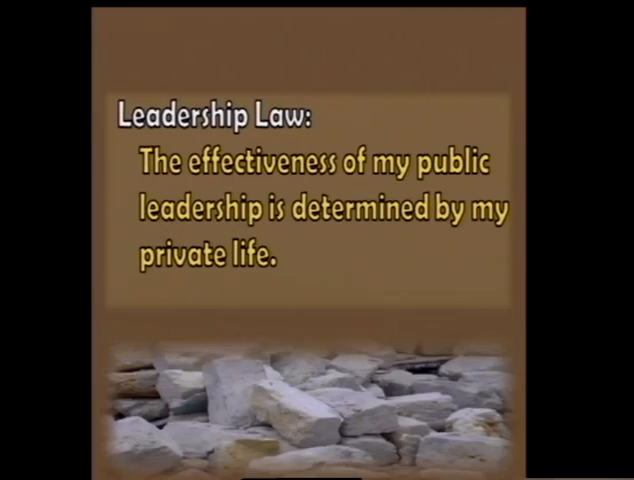 Leadership Law:
The effectiveness of my public
leadership is determined by my
private life.